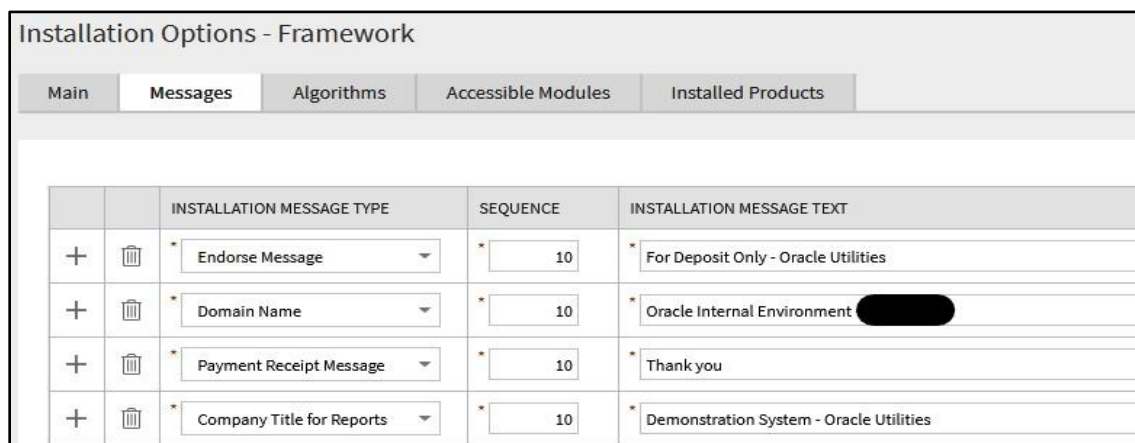 Installation Options - Framework
Main Messages Algorithms Accessible Modules Installed Products
INSTALLATION MESSAGE TYPE SEQUENCE INSTALLATION MESSAGE TEXT
* Endorse Message * 10 * For Deposit Only - Oracle Utilities
* Domain Name * 10 * Oracle Internal Environment
* Payment Receipt Message * 10 * Thank you
* Company Title for Reports * 10 * Demonstration System - Oracle Utilities